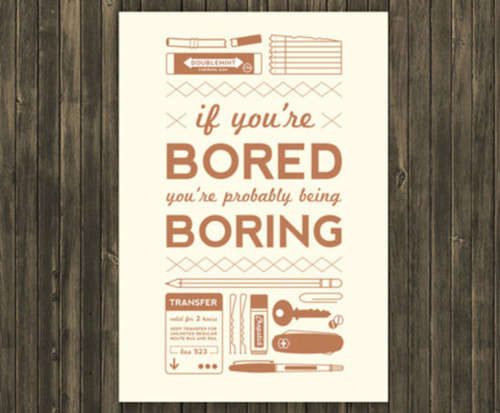 DOUBLEMINT
CHEWING GUM
if you're
BORED
you're probably being
BORING
TRANSFER
valid for 2 hours
KEEP TRANSFER FOR
UNLIMITED REGULAR
ROUTE BUS AND RAIL
bus 523
Chapstick